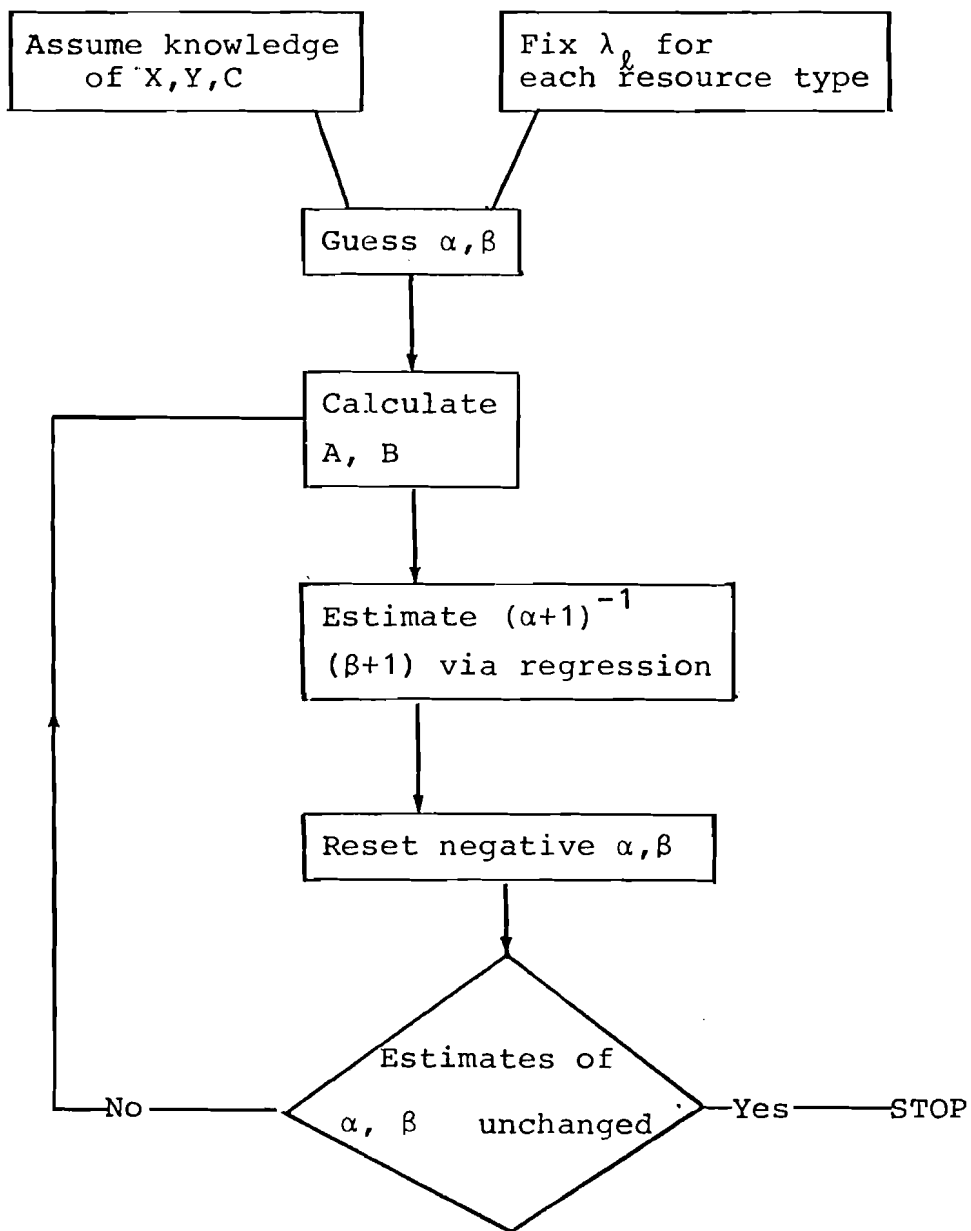 Assume knowledge
of X,Y,C
Fix λ_ℓ for
each resource type
Guess α,β
Calculate
A, B
Estimate (α+1)⁻¹
(β+1) via regression
Reset negative α,β
Estimates of
α, β unchanged
No
Yes
STOP